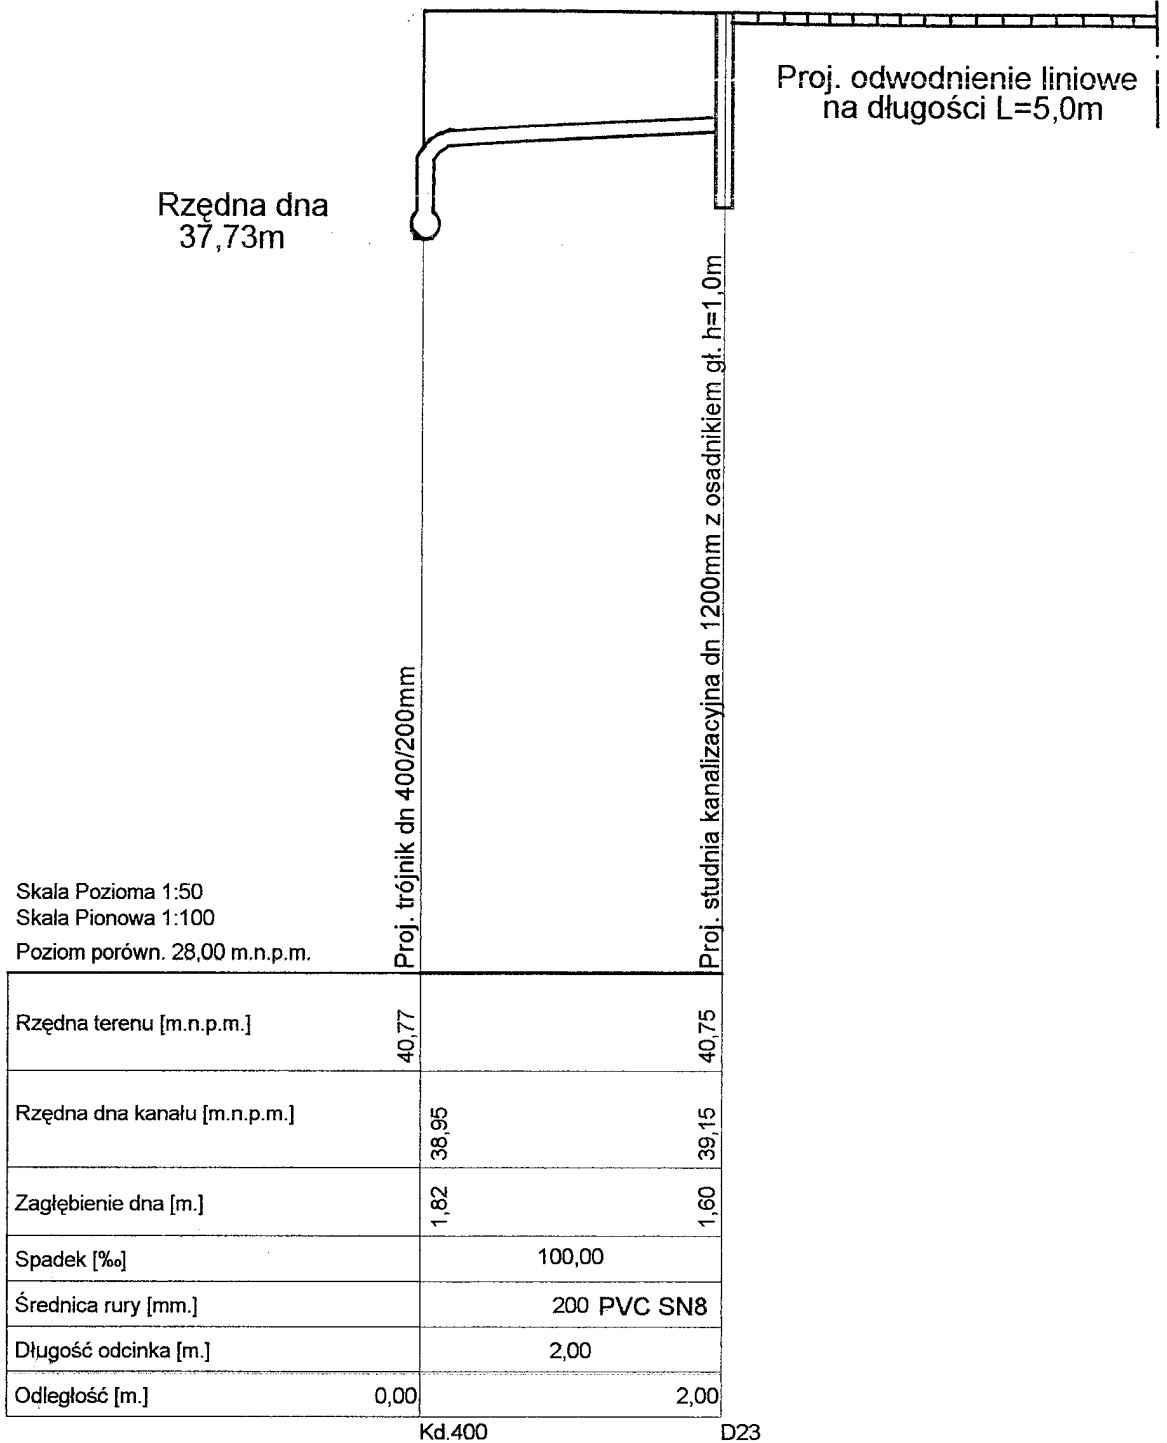 Proj. odwodnienie liniowe
na długości L=5,0m
Rzędna dna
37,73m
Proj. trójnik dn 400/200mm
Proj. studnia kanalizacyjna dn 1200mm z osadnikiem gł. h=1,0m
Skala Pozioma 1:50
Skala Pionowa 1:100
Poziom porówn. 28,00 m.n.p.m.
Rzędna terenu [m.n.p.m.] 40,77 40,75
Rzędna dna kanału [m.n.p.m.] 38,95 39,15
Zagłębienie dna [m.] 1,82 1,60
Spadek [‰] 100,00
Średnica rury [mm.] 200 PVC SN8
Długość odcinka [m.] 2,00
Odległość [m.] 0,00 2,00
Kd.400 D23